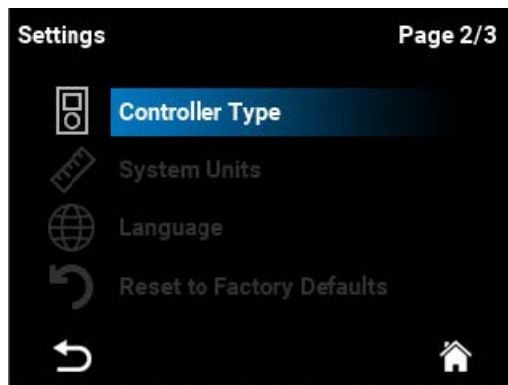 Settings
Page 2/3
Controller Type
System Units
Language
Reset to Factory Defaults